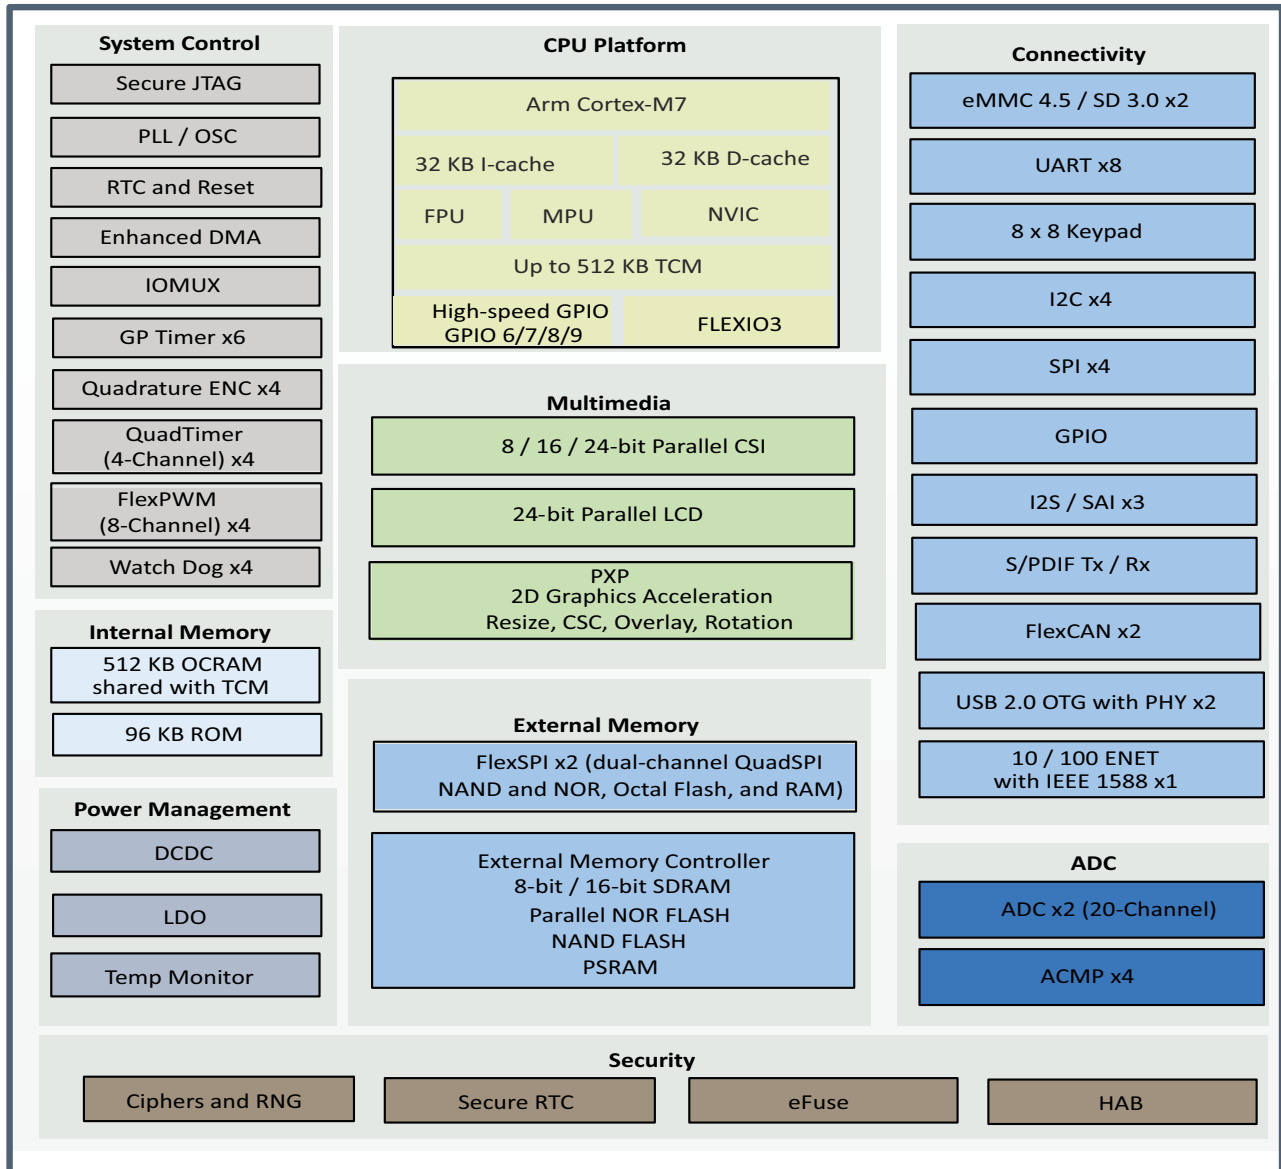 System Control
Secure JTAG
PLL / OSC
RTC and Reset
Enhanced DMA
IOMUX
GP Timer x6
Quadrature ENC x4
QuadTimer
(4-Channel) x4
FlexPWM
(8-Channel) x4
Watch Dog x4
Internal Memory
512 KB OCRAM
shared with TCM
96 KB ROM
Power Management
DCDC
LDO
Temp Monitor
CPU Platform
Arm Cortex-M7
32 KB I-cache
32 KB D-cache
FPU
MPU
NVIC
Up to 512 KB TCM
High-speed GPIO
GPIO 6/7/8/9
FLEXIO3
Multimedia
8 / 16 / 24-bit Parallel CSI
24-bit Parallel LCD
PXP
2D Graphics Acceleration
Resize, CSC, Overlay, Rotation
External Memory
FlexSPI x2 (dual-channel QuadSPI
NAND and NOR, Octal Flash, and RAM)
External Memory Controller
8-bit / 16-bit SDRAM
Parallel NOR FLASH
NAND FLASH
PSRAM
Connectivity
eMMC 4.5 / SD 3.0 x2
UART x8
8 x 8 Keypad
I2C x4
SPI x4
GPIO
I2S / SAI x3
S/PDIF Tx / Rx
FlexCAN x2
USB 2.0 OTG with PHY x2
10 / 100 ENET
with IEEE 1588 x1
ADC
ADC x2 (20-Channel)
ACMP x4
Security
Ciphers and RNG
Secure RTC
eFuse
HAB